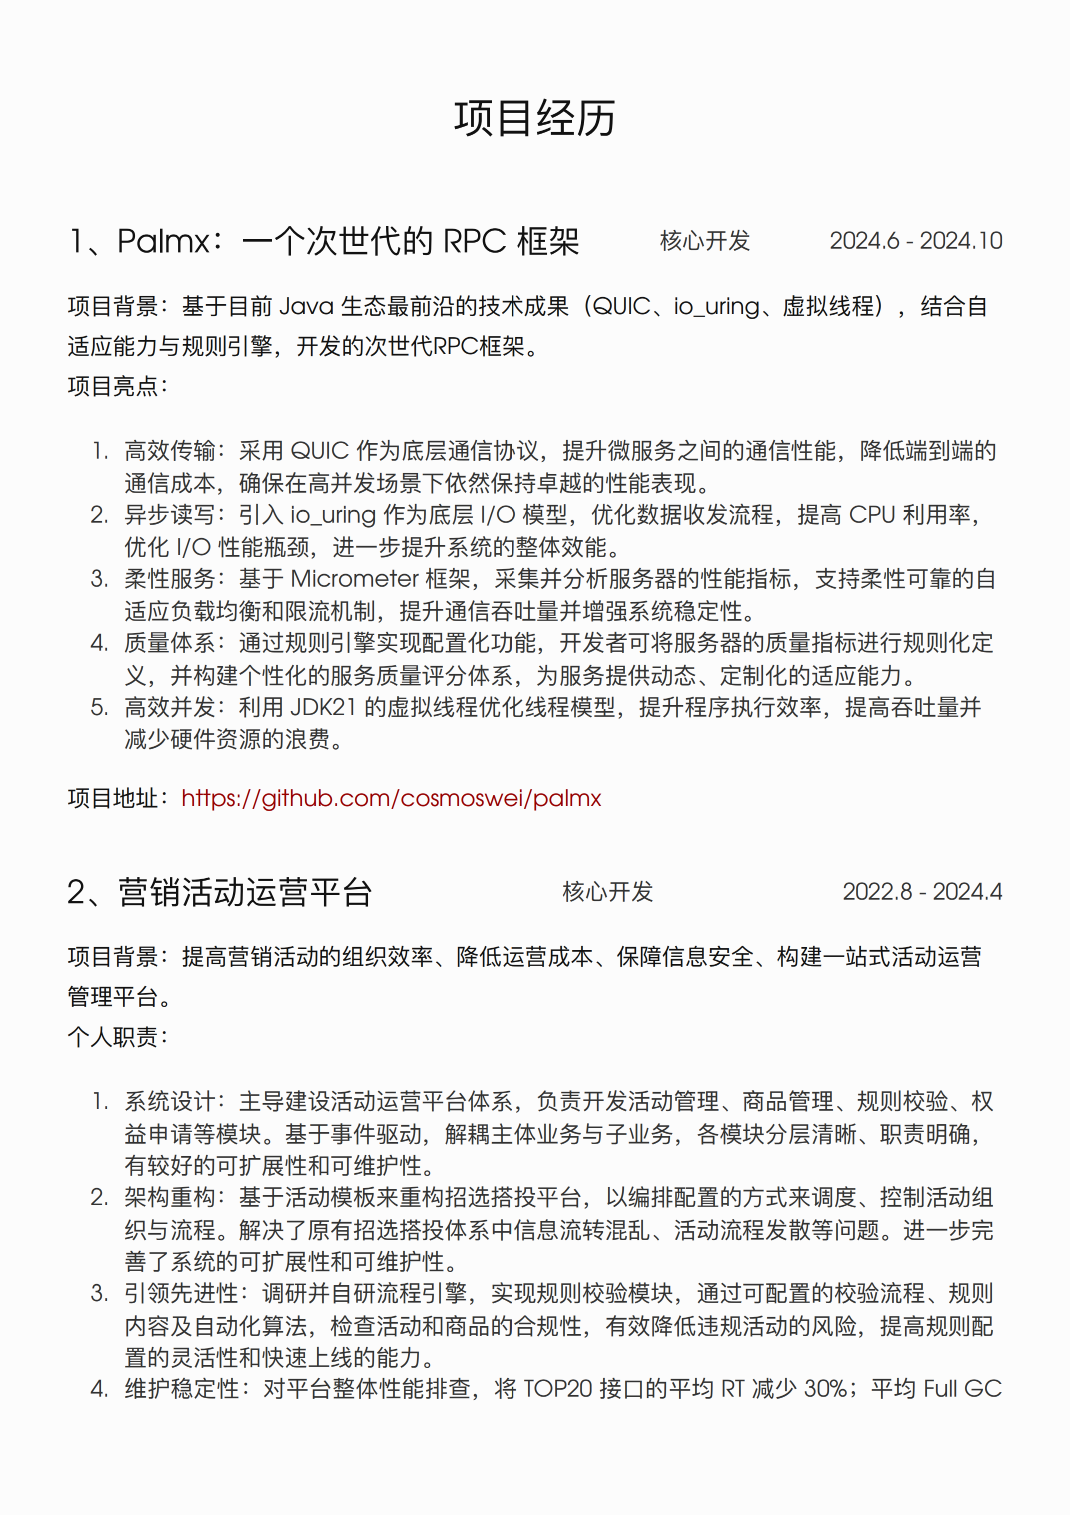 项目经历
1、Palmx：一个次世代的 RPC 框架 核心开发 2024.6 - 2024.10
项目背景：基于目前 Java 生态最前沿的技术成果（QUIC、io_uring、虚拟线程），结合自
适应能力与规则引擎，开发的次世代RPC框架。
项目亮点：
1. 高效传输：采用 QUIC 作为底层通信协议，提升微服务之间的通信性能，降低端到端的
通信成本，确保在高并发场景下依然保持卓越的性能表现。
2. 异步读写：引入 io_uring 作为底层 I/O 模型，优化数据收发流程，提高 CPU 利用率，
优化 I/O 性能瓶颈，进一步提升系统的整体效能。
3. 柔性服务：基于 Micrometer 框架，采集并分析服务器的性能指标，支持柔性可靠的自
适应负载均衡和限流机制，提升通信吞吐量并增强系统稳定性。
4. 质量体系：通过规则引擎实现配置化功能，开发者可将服务器的质量指标进行规则化定
义，并构建个性化的服务质量评分体系，为服务提供动态、定制化的适应能力。
5. 高效并发：利用 JDK21 的虚拟线程优化线程模型，提升程序执行效率，提高吞吐量并
减少硬件资源的浪费。
项目地址：https://github.com/cosmoswei/palmx
2、营销活动运营平台 核心开发 2022.8 - 2024.4
项目背景：提高营销活动的组织效率、降低运营成本、保障信息安全、构建一站式活动运营
管理平台。
个人职责：
1. 系统设计：主导建设活动运营平台体系，负责开发活动管理、商品管理、规则校验、权
益申请等模块。基于事件驱动，解耦主体业务与子业务，各模块分层清晰、职责明确，
有较好的可扩展性和可维护性。
2. 架构重构：基于活动模板来重构招选搭投平台，以编排配置的方式来调度、控制活动组
织与流程。解决了原有招选搭投体系中信息流转混乱、活动流程发散等问题。进一步完
善了系统的可扩展性和可维护性。
3. 引领先进性：调研并自研流程引擎，实现规则校验模块，通过可配置的校验流程、规则
内容及自动化算法，检查活动和商品的合规性，有效降低违规活动的风险，提高规则配
置的灵活性和快速上线的能力。
4. 维护稳定性：对平台整体性能排查，将 TOP20 接口的平均 RT 减少 30%；平均 Full GC